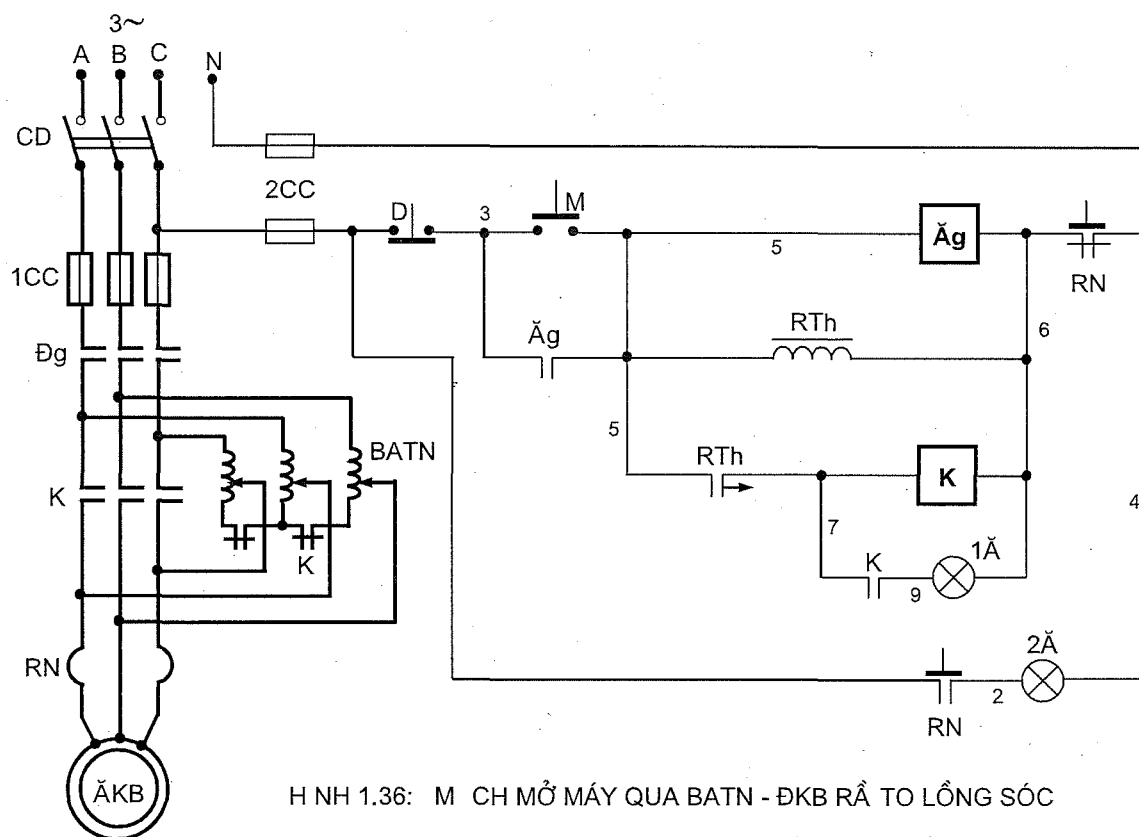 3~
A B C N
CD
2CC
D 3 M
5 Ăg
RN
1CC
Đg
Ăg RTh 6
BATN
5
K
RTh K
4
7
K
K 9 1Ă
RN
2Ă
2
RN
ĂKB
H NH 1.36: M CH MỞ MÁY QUA BATN - ĐKB RẦ TO LỒNG SÓC